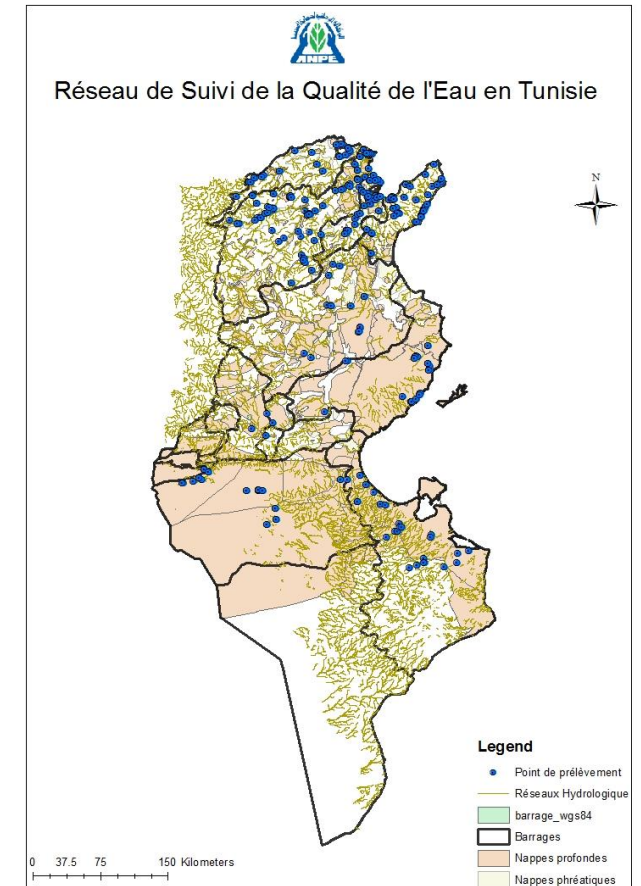 ANPE
Réseau de Suivi de la Qualité de l'Eau en Tunisie
N
Legend
Point de prélèvement
Réseaux Hydrologique
barrage_wgs84
Barrages
Nappes profondes
Nappes phréatiques
0 37.5 75 150 Kilometers